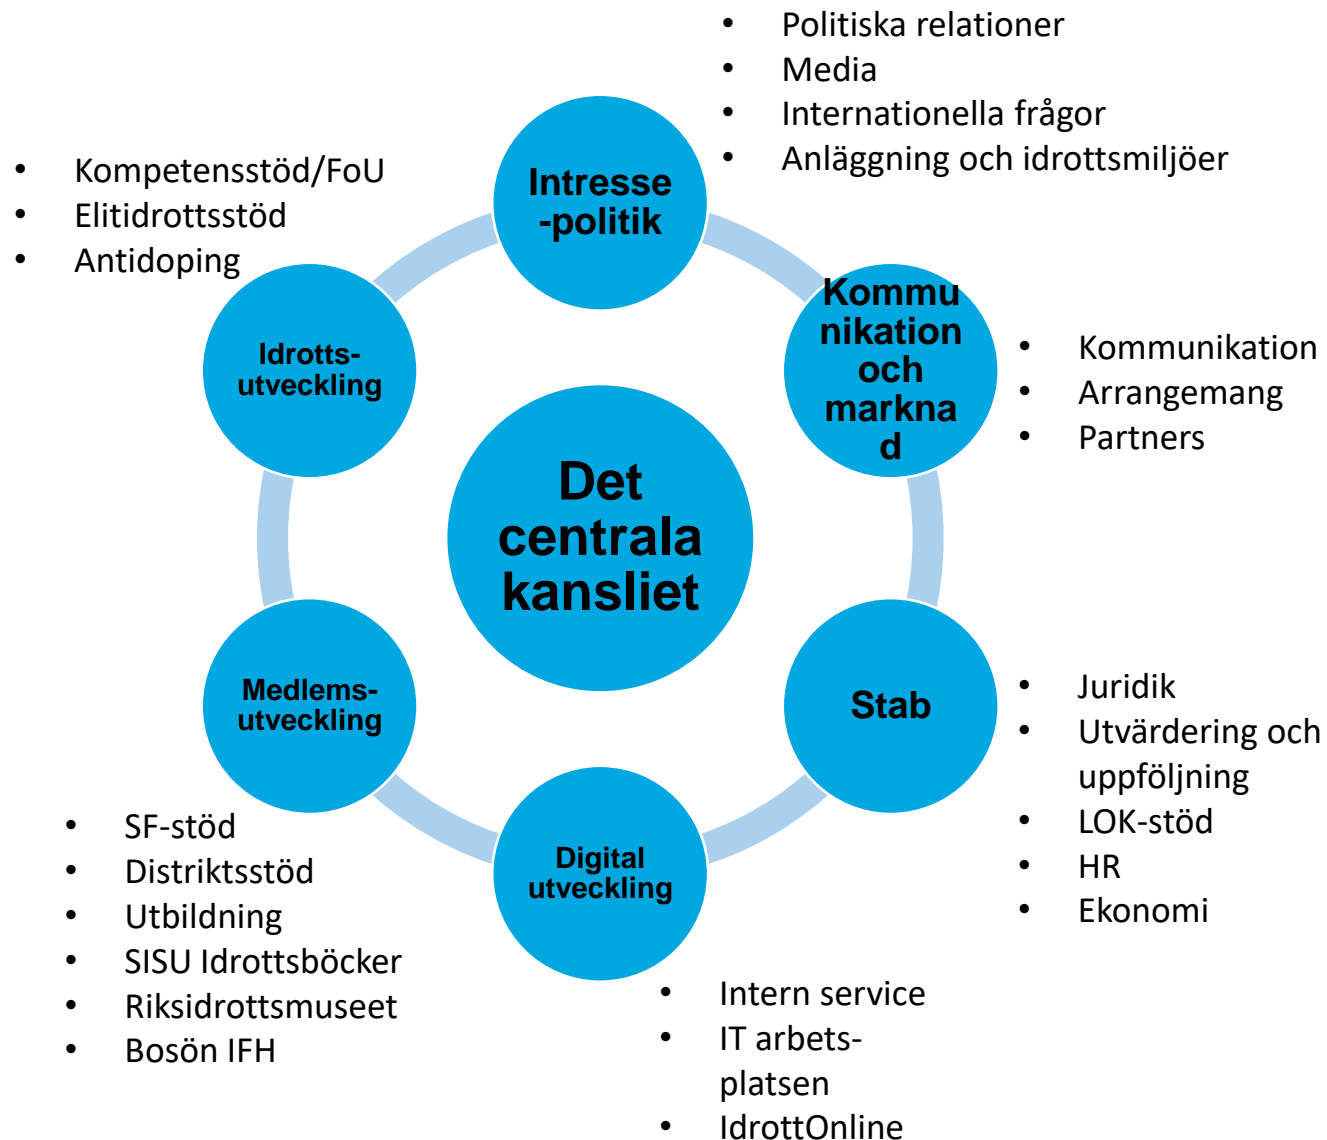 • Politiska relationer
• Media
• Internationella frågor
• Anläggning och idrottsmiljöer
Intresse
-politik
• Kompetensstöd/FoU
• Elitidrottsstöd
• Antidoping
Idrotts-
utveckling
Kommu
nikation
och
markna
d
• Kommunikation
• Arrangemang
• Partners
Det
centrala
kansliet
Medlems-
utveckling
Stab
• Juridik
• Utvärdering och
uppföljning
• LOK-stöd
• HR
• Ekonomi
• SF-stöd
• Distriktsstöd
• Utbildning
• SISU Idrottsböcker
• Riksidrottsmuseet
• Bosön IFH
Digital
utveckling
• Intern service
• IT arbets-
platsen
• IdrottOnline